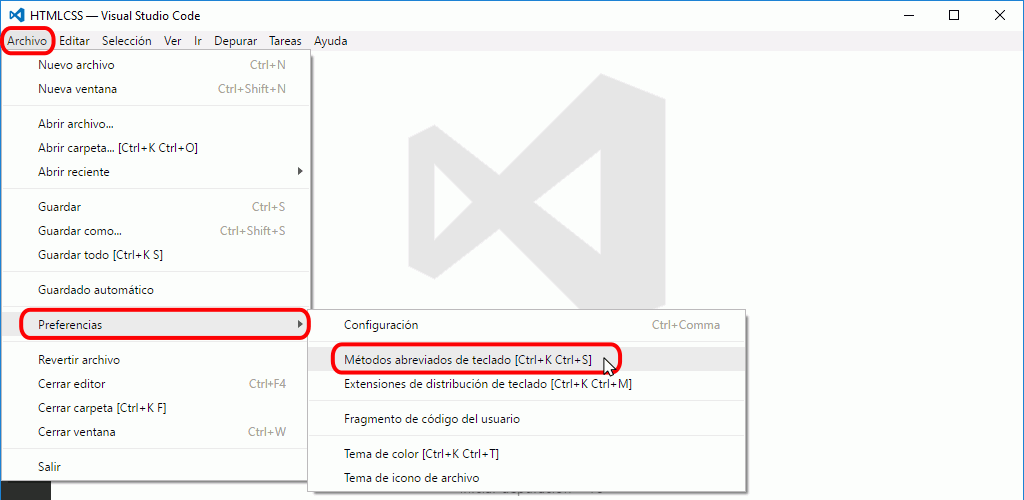 HTMLCSS — Visual Studio Code
Archivo Editar Selección Ver Ir Depurar Tareas Ayuda
Nuevo archivo Ctrl+N
Nueva ventana Ctrl+Shift+N
Abrir archivo...
Abrir carpeta... [Ctrl+K Ctrl+O]
Abrir reciente
Guardar Ctrl+S
Guardar como... Ctrl+Shift+S
Guardar todo [Ctrl+K S]
Guardado automático
Preferencias
Revertir archivo
Cerrar editor Ctrl+F4
Cerrar carpeta [Ctrl+K F]
Cerrar ventana Ctrl+W
Salir
Configuración Ctrl+Comma
Métodos abreviados de teclado [Ctrl+K Ctrl+S]
Extensiones de distribución de teclado [Ctrl+K Ctrl+M]
Fragmento de código del usuario
Tema de color [Ctrl+K Ctrl+T]
Tema de icono de archivo